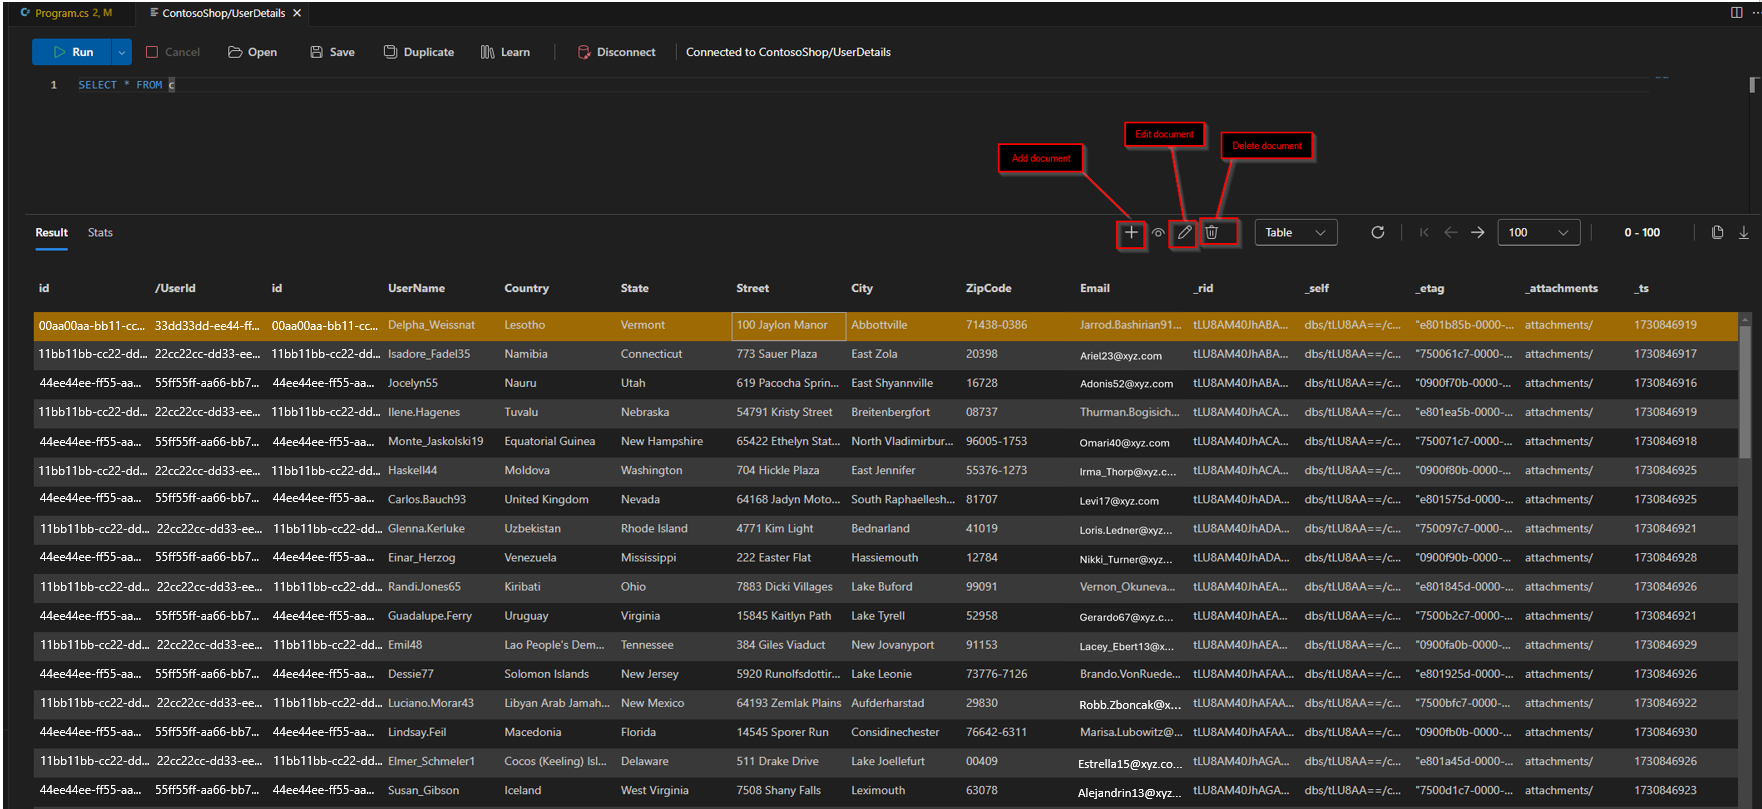 Program.cs 2, M ContosoShop/UserDetails
Run Cancel Open Save Duplicate Learn Disconnect Connected to ContosoShop/UserDetails
1 SELECT * FROM c
Edit document
Delete document
Add document
Result Stats Table 100 0 - 100
id /UserId id UserName Country State Street City ZipCode Email _rid _self _etag _attachments _ts
00aa00aa-bb11-cc... 33dd33dd-ee44-ff... 00aa00aa-bb11-cc... Delpha_Weissnat Lesotho Vermont 100 Jaylon Manor Abbottville 71438-0386 Jarrod.Bashirian91... tLU8AM40JhABA... dbs/tLU8AA==/c... "e801b85b-0000-... attachments/ 1730846919
11bb11bb-cc22-dd... 22cc22cc-dd33-ee... 11bb11bb-cc22-dd... Isadore_Fadel35 Namibia Connecticut 773 Sauer Plaza East Zola 20398 Ariel23@xyz.com tLU8AM40JhABA... dbs/tLU8AA==/c... "750061c7-0000-... attachments/ 1730846917
44ee44ee-ff55-aa... 55ff55ff-aa66-bb7... 44ee44ee-ff55-aa... Jocelyn55 Nauru Utah 619 Pacocha Sprin... East Shyannville 16728 Adonis52@xyz.com tLU8AM40JhABA... dbs/tLU8AA==/c... "0900f70b-0000-... attachments/ 1730846916
11bb11bb-cc22-dd... 22cc22cc-dd33-ee... 11bb11bb-cc22-dd... Ilene.Hagenes Tuvalu Nebraska 54791 Kristy Street Breitenbergfort 08737 Thurman.Bogisich... tLU8AM40JhACA... dbs/tLU8AA==/c... "e801ea5b-0000-... attachments/ 1730846919
44ee44ee-ff55-aa... 55ff55ff-aa66-bb7... 44ee44ee-ff55-aa... Monte_Jaskolski19 Equatorial Guinea New Hampshire 65422 Ethelyn Stat... North Vladimirbur... 96005-1753 Omari40@xyz.com tLU8AM40JhACA... dbs/tLU8AA==/c... "750071c7-0000-... attachments/ 1730846918
11bb11bb-cc22-dd... 22cc22cc-dd33-ee... 11bb11bb-cc22-dd... Haskell44 Moldova Washington 704 Hickle Plaza East Jennifer 55376-1273 Irma_Thorp@xyz.c... tLU8AM40JhACA... dbs/tLU8AA==/c... "0900f80b-0000-... attachments/ 1730846925
44ee44ee-ff55-aa... 55ff55ff-aa66-bb7... 44ee44ee-ff55-aa... Carlos.Bauch93 United Kingdom Nevada 64168 Jadyn Moto... South Raphaellesh... 81707 Levi17@xyz.com tLU8AM40JhADA... dbs/tLU8AA==/c... "e801575d-0000-... attachments/ 1730846925
11bb11bb-cc22-dd... 22cc22cc-dd33-ee... 11bb11bb-cc22-dd... Glenna.Kerluke Uzbekistan Rhode Island 4771 Kim Light Bednarland 41019 Loris.Ledner@xyz... tLU8AM40JhADA... dbs/tLU8AA==/c... "750097c7-0000-... attachments/ 1730846921
44ee44ee-ff55-aa... 55ff55ff-aa66-bb7... 44ee44ee-ff55-aa... Einar_Herzog Venezuela Mississippi 222 Easter Flat Hassiemouth 12784 Nikki_Turner@xyz... tLU8AM40JhADA... dbs/tLU8AA==/c... "0900f90b-0000-... attachments/ 1730846928
11bb11bb-cc22-dd... 22cc22cc-dd33-ee... 11bb11bb-cc22-dd... RandiJones65 Kiribati Ohio 7883 Dicki Villages Lake Buford 99091 Vernon_Okuneva... tLU8AM40JhAEA... dbs/tLU8AA==/c... "e801845d-0000-... attachments/ 1730846926
44ee44ee-ff55-aa... 55ff55ff-aa66-bb7... 44ee44ee-ff55-aa... Guadalupe.Ferry Uruguay Virginia 15845 Kaitlyn Path Lake Tyrell 52958 Gerardo67@xyz.c... tLU8AM40JhAEA... dbs/tLU8AA==/c... "7500b2c7-0000-... attachments/ 1730846921
11bb11bb-cc22-dd... 22cc22cc-dd33-ee... 11bb11bb-cc22-dd... Emil48 Lao People's Dem... Tennessee 384 Giles Viaduct New Jovanyport 91153 Lacey_Ebert13@x... tLU8AM40JhAEA... dbs/tLU8AA==/c... "0900fa0b-0000-... attachments/ 1730846929
44ee44ee-ff55-aa... 55ff55ff-aa66-bb7... 44ee44ee-ff55-aa... Dessie77 Solomon Islands New Jersey 5920 Runolfsdottir... Lake Leonie 73776-7126 Brando.VonRuede... tLU8AM40JhAFAA... dbs/tLU8AA==/c... "e801925d-0000-... attachments/ 1730846926
11bb11bb-cc22-dd... 22cc22cc-dd33-ee... 11bb11bb-cc22-dd... Luciano.Morar43 Libyan Arab Jamah... New Mexico 64193 Zemlak Plains Aufderharstad 29830 Robb.Zboncak@x... tLU8AM40JhAFAA... dbs/tLU8AA==/c... "7500bfc7-0000-... attachments/ 1730846922
44ee44ee-ff55-aa... 55ff55ff-aa66-bb7... 44ee44ee-ff55-aa... Lindsay.Feil Macedonia Florida 14545 Sporer Run Considinechester 76642-6311 Marisa.Lubowitz@... tLU8AM40JhAFAA... dbs/tLU8AA==/c... "0900fb0b-0000-... attachments/ 1730846930
11bb11bb-cc22-dd... 22cc22cc-dd33-ee... 11bb11bb-cc22-dd... Elmer_Schmeler1 Cocos (Keeling) Isl... Delaware 511 Drake Drive Lake Joellefurt 00409 Estrella15@xyz.co... tLU8AM40JhAGA... dbs/tLU8AA==/c... "e801a45d-0000-... attachments/ 1730846926
44ee44ee-ff55-aa... 55ff55ff-aa66-bb7... 44ee44ee-ff55-aa... Susan_Gibson Iceland West Virginia 7508 Shany Falls Leximouth 63078 Alejandrin13@xyz... tLU8AM40JhAGA... dbs/tLU8AA==/c... "7500d1c7-0000-... attachments/ 1730846923